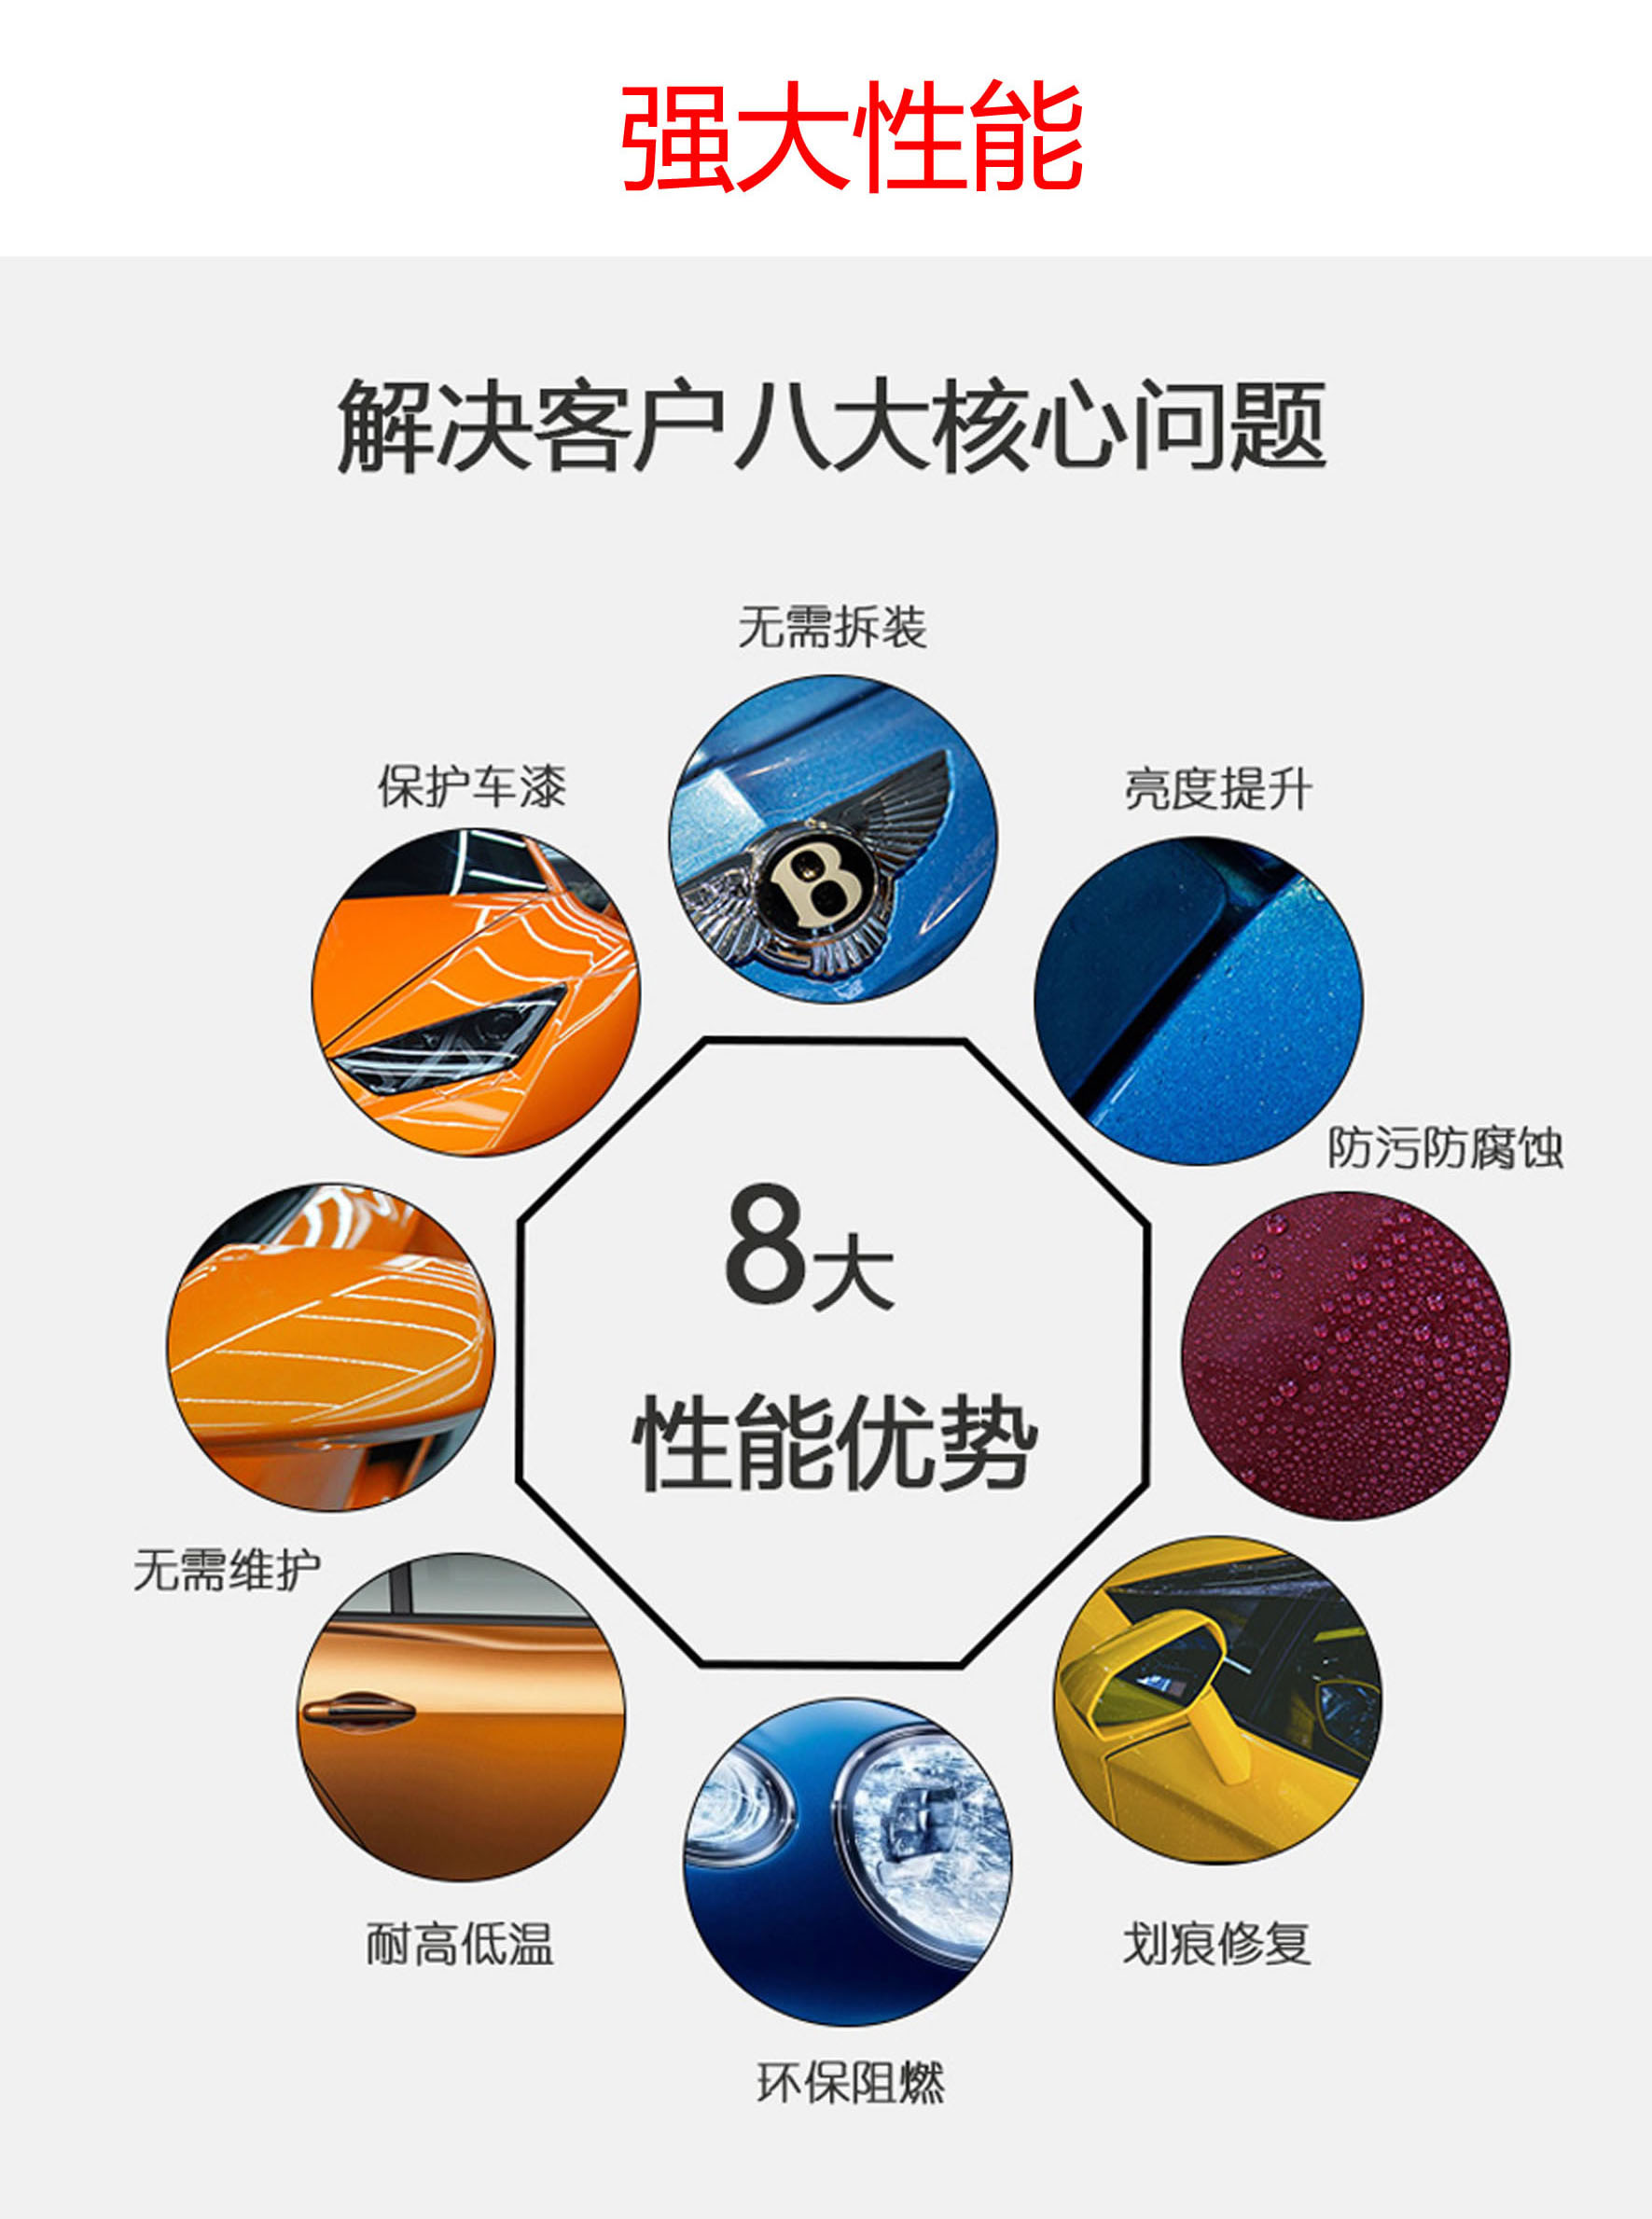 强大性能
解决客户八大核心问题
无需拆装
保护车漆
亮度提升
B
防污防腐蚀
8大
性能优势
无需维护
耐高低温
划痕修复
环保阻燃